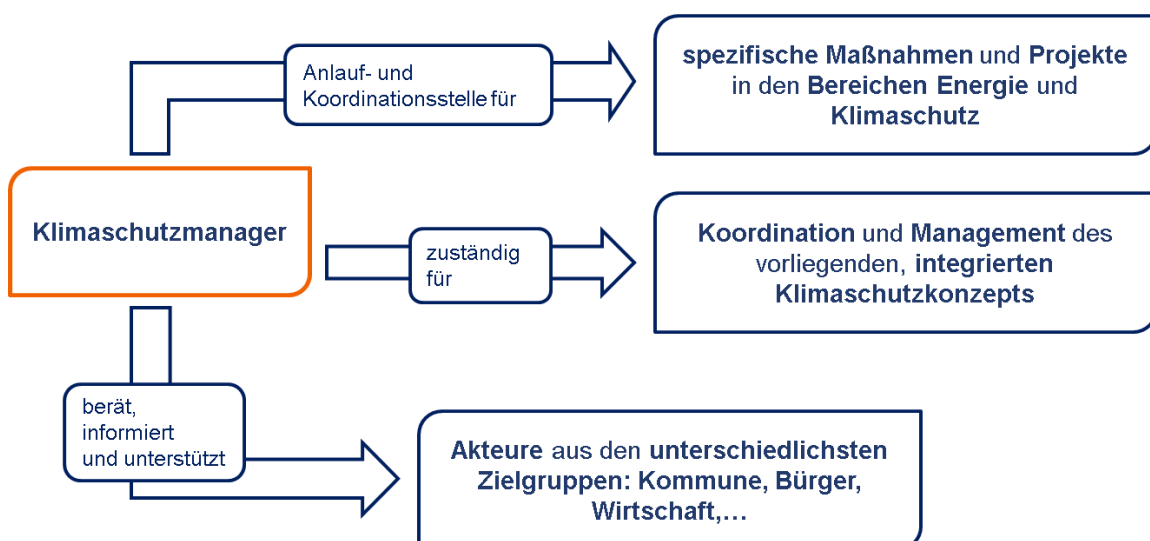 Anlauf- und
Koordinationsstelle für
spezifische Maßnahmen und Projekte
in den Bereichen Energie und
Klimaschutz
Klimaschutzmanager
zuständig
für
Koordination und Management des
vorliegenden, integrierten
Klimaschutzkonzepts
berät,
informiert
und unterstützt
Akteure aus den unterschiedlichsten
Zielgruppen: Kommune, Bürger,
Wirtschaft,…